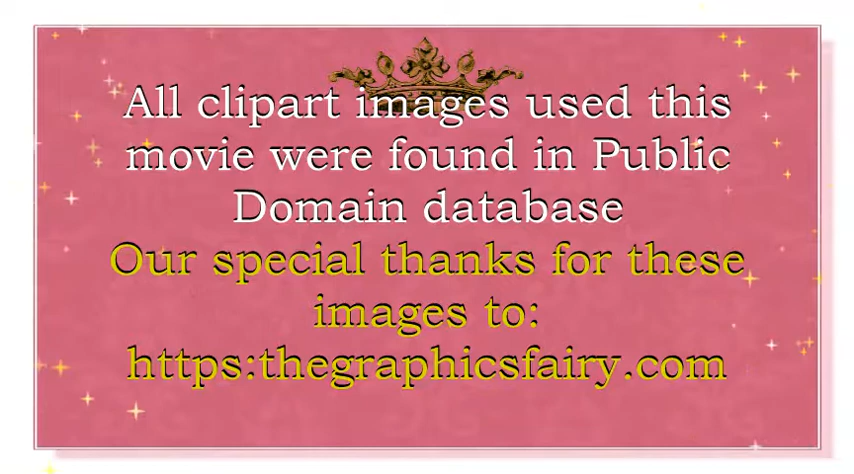 All clipart images used this
movie were found in Public
Domain database
Our special thanks for these
images to:
https:thegraphicsfairy.com